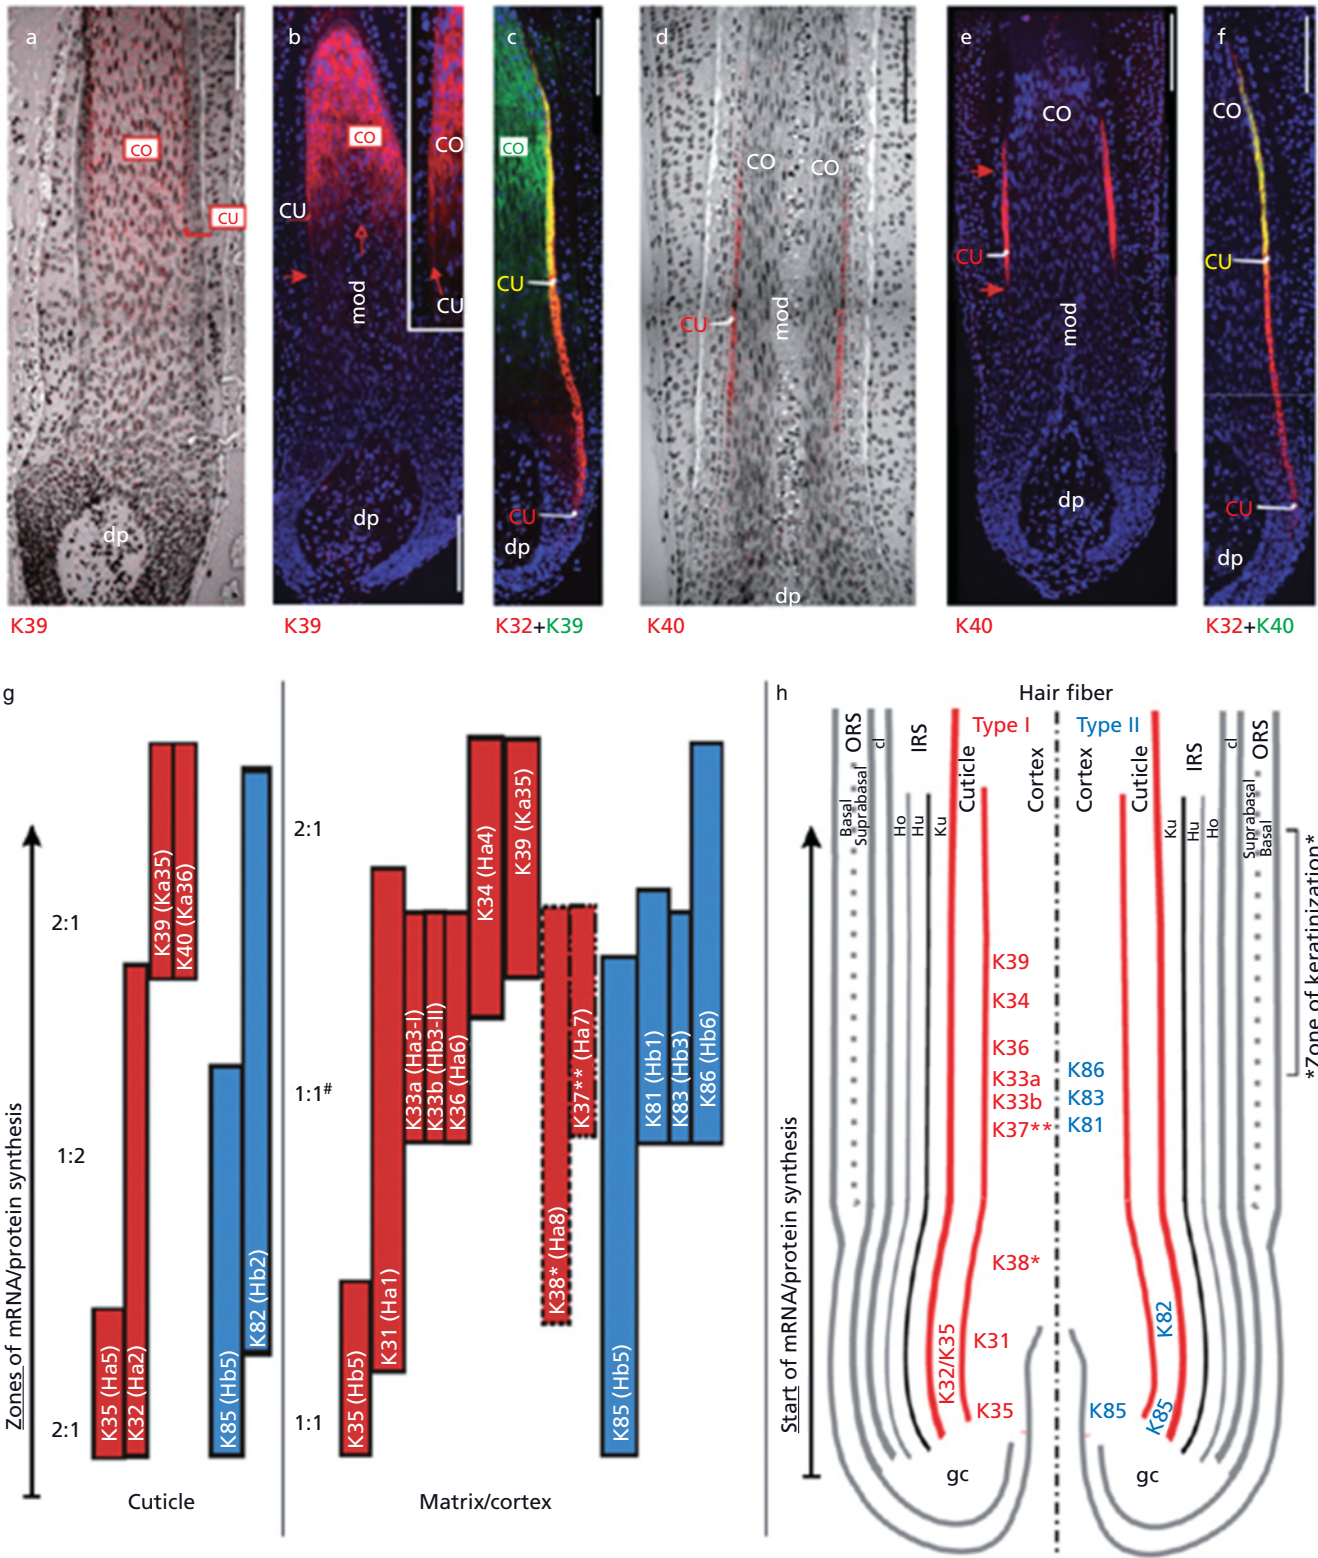 a
CO
CU
dp
K39
b
CO
CU
mod
dp
CO
CU
K39
c
CO
CU
CU
dp
K32+K39
d
CO
CO
CU
mod
dp
K40
e
CO
CU
mod
dp
K40
f
CO
CU
CU
dp
K32+K40
g
Zones of mRNA/protein synthesis
2:1
1:2
2:1
K35 (Ha5)
K32 (Ha2)
K39 (Ka35)
K40 (Ka36)
K85 (Hb5)
K82 (Hb2)
Cuticle
2:1
1:1#
1:1
K35 (Hb5)
K31 (Ha1)
K33a (Ha3-I)
K33b (Hb3-II)
K36 (Ha6)
K34 (Ha4)
K39 (Ka35)
K38* (Ha8)
K37** (Ha7)
K85 (Hb5)
K81 (Hb1)
K83 (Hb3)
K86 (Hb6)
Matrix/cortex
h
Hair fiber
Type I
Type II
ORS
cl
IRS
Cuticle
Cortex
Cortex
Cuticle
IRS
cl
ORS
Basal
Suprabasal
Ho
Hu
Ku
Ku
Hu
Ho
Suprabasal
Basal
*Zone of keratinization*
Start of mRNA/protein synthesis
K39
K34
K36
K33a
K33b
K37**
K38*
K31
K32/K35
K35
K86
K83
K81
K82
K85
K85
gc
gc